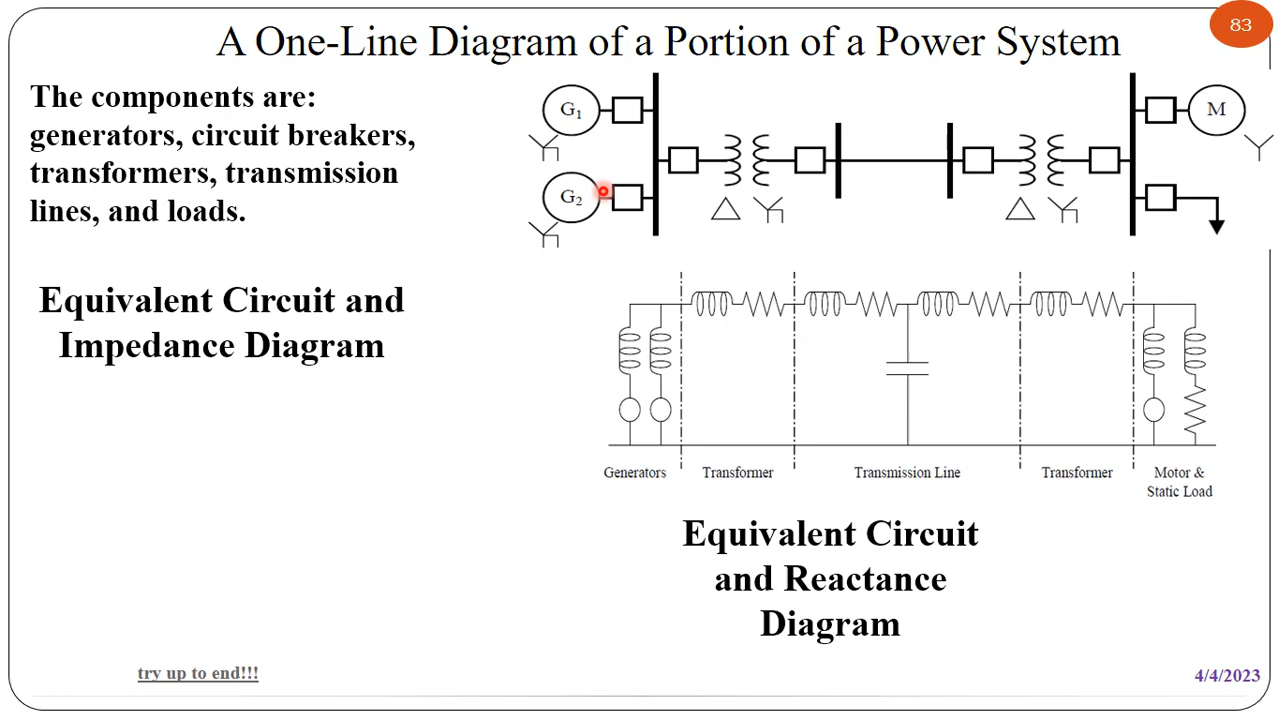 83
A One-Line Diagram of a Portion of a Power System
The components are:
generators, circuit breakers,
transformers, transmission
lines, and loads.
G1
M
G2
Equivalent Circuit and
Impedance Diagram
Generators
Transformer
Transmission Line
Transformer
Motor &
Static Load
Equivalent Circuit
and Reactance
Diagram
try up to end!!!
4/4/2023